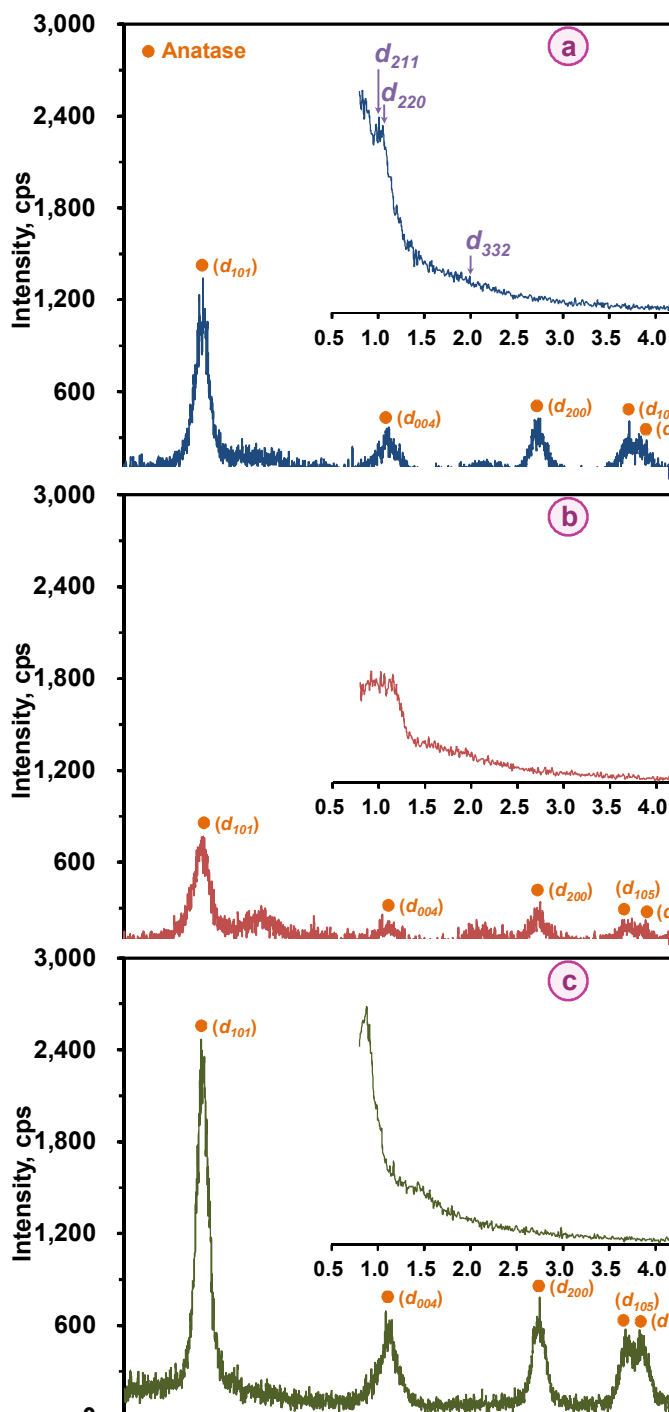 3,000
Anatase
a
d211
d220
2,400
1,800
d332
(d101)
1,200
0.5 1.0 1.5 2.0 2.5 3.0 3.5 4.0
600
(d004)
(d200)
(d10
(d
Intensity, cps
3,000
b
2,400
1,800
1,200
0.5 1.0 1.5 2.0 2.5 3.0 3.5 4.0
(d101)
600
(d004)
(d200)
(d105)
(d
Intensity, cps
3,000
c
(d101)
2,400
1,800
1,200
0.5 1.0 1.5 2.0 2.5 3.0 3.5 4.0
600
(d004)
(d200)
(d105)
(d
Intensity, cps